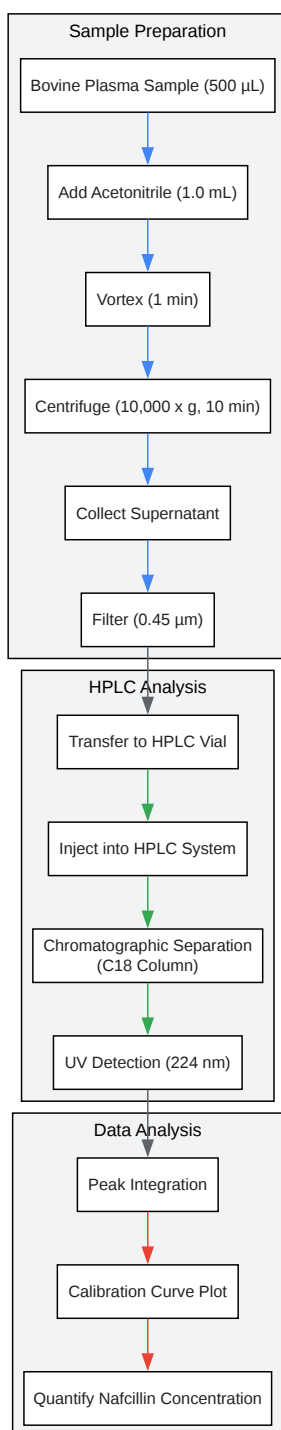 Sample Preparation
Bovine Plasma Sample (500 µL)
Add Acetonitrile (1.0 mL)
Vortex (1 min)
Centrifuge (10,000 x g, 10 min)
Collect Supernatant
Filter (0.45 µm)
HPLC Analysis
Transfer to HPLC Vial
Inject into HPLC System
Chromatographic Separation
(C18 Column)
UV Detection (224 nm)
Data Analysis
Peak Integration
Calibration Curve Plot
Quantify Nafcillin Concentration